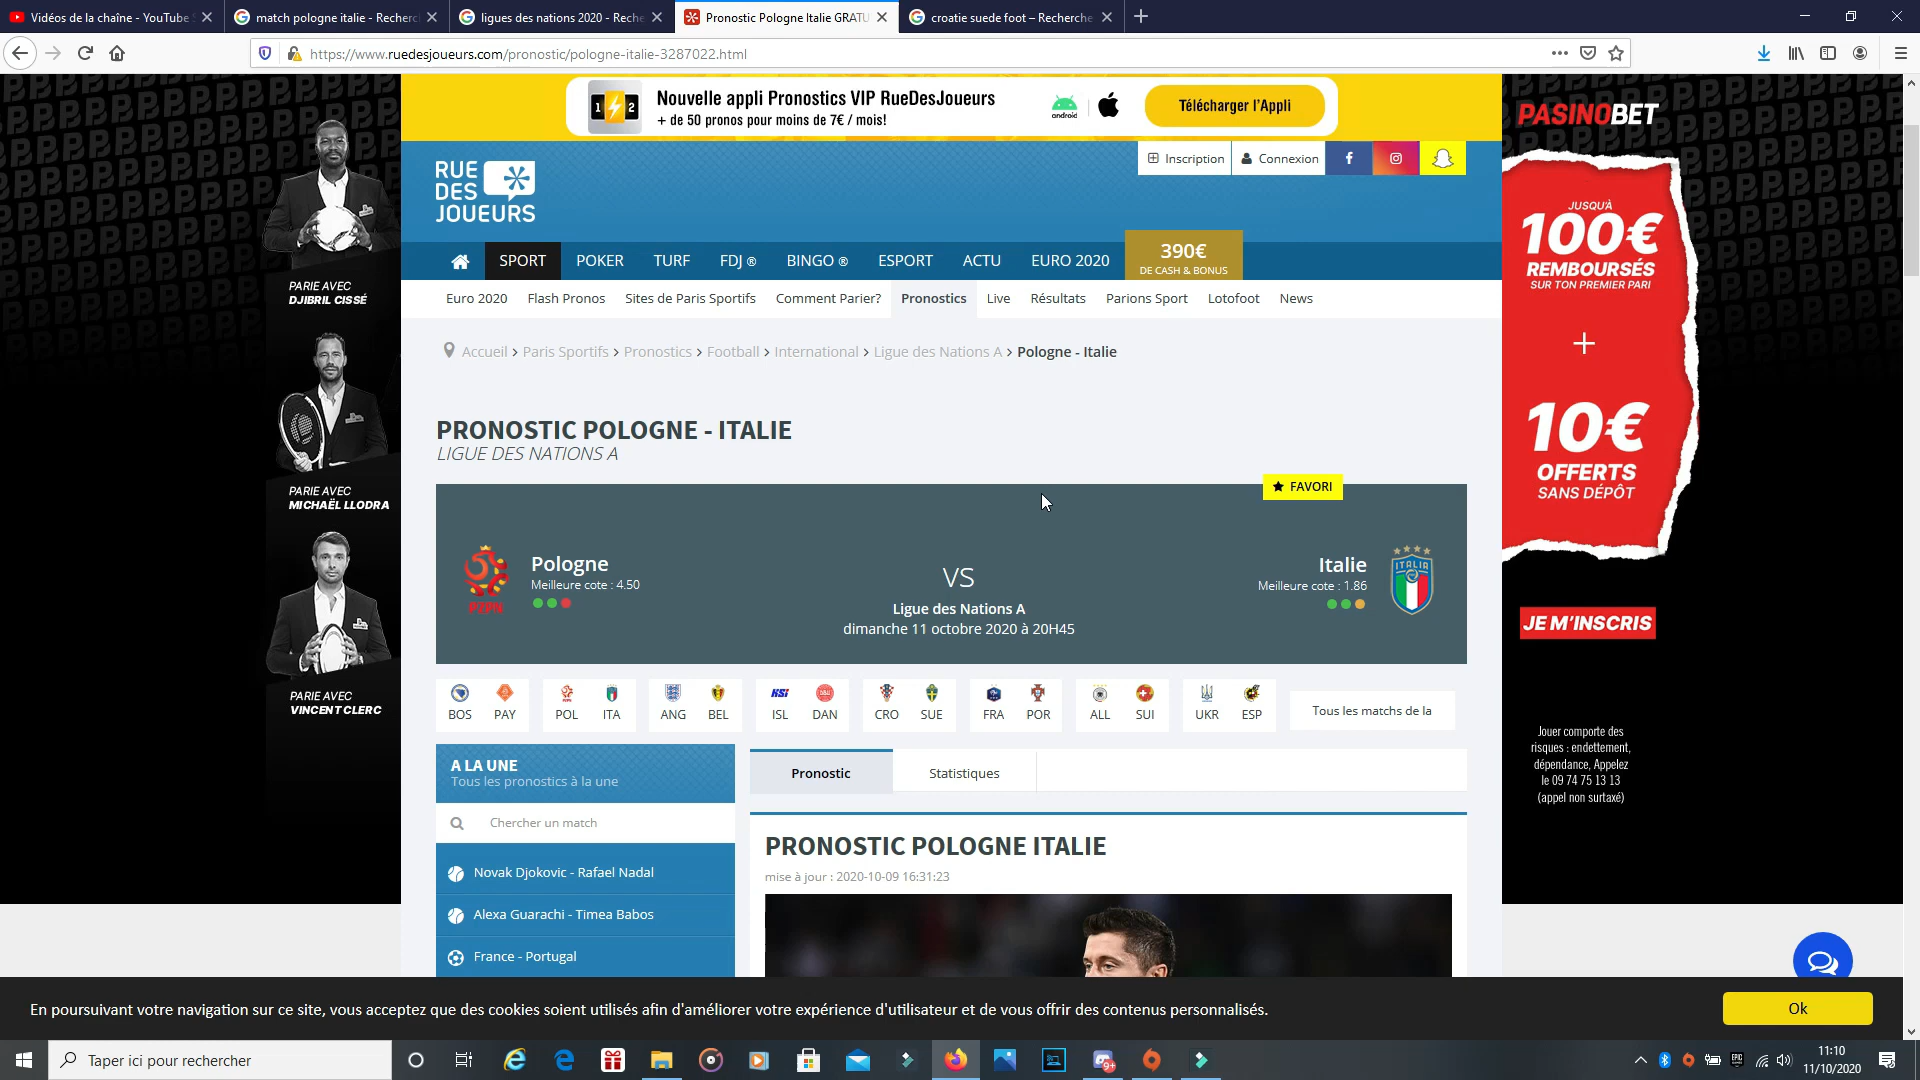 Vidéos de la chaîne - YouTube
match pologne italie - Recherc
ligues des nations 2020 - Reche
Pronostic Pologne Italie GRATU
croatie suede foot – Recherche
https://www.ruedesjoueurs.com/pronostic/pologne-italie-3287022.html
1 2
Nouvelle appli Pronostics VIP RueDesJoueurs
+ de 50 pronos pour moins de 7€ / mois!
android
Télécharger l'Appli
RUE
DES
JOUEURS
Inscription
Connexion
SPORT
POKER
TURF
FDJ ®
BINGO ®
ESPORT
ACTU
EURO 2020
390€
DE CASH & BONUS
Euro 2020
Flash Pronos
Sites de Paris Sportifs
Comment Parier?
Pronostics
Live
Résultats
Parions Sport
Lotofoot
News
Accueil > Paris Sportifs > Pronostics > Football > International > Ligue des Nations A > Pologne - Italie
PRONOSTIC POLOGNE - ITALIE
LIGUE DES NATIONS A
FAVORI
PZPN
Pologne
Meilleure cote : 4.50
VS
Ligue des Nations A
dimanche 11 octobre 2020 à 20H45
Italie
Meilleure cote : 1.86
ITALIA
BOS PAY
POL ITA
ANG BEL
KSÍ
ISL DAN
CRO SUE
FRA POR
ALL SUI
UKR ESP
Tous les matchs de la
A LA UNE
Tous les pronostics à la une
Chercher un match
Novak Djokovic - Rafael Nadal
Alexa Guarachi - Timea Babos
France - Portugal
Pronostic
Statistiques
PRONOSTIC POLOGNE ITALIE
mise à jour : 2020-10-09 16:31:23
PARIE AVEC
DJIBRIL CISSÉ
PARIE AVEC
MICHAËL LLODRA
PARIE AVEC
VINCENT CLERC
PASINOBET
JUSQU'À
100€
REMBOURSÉS
SUR TON PREMIER PARI
+
10€
OFFERTS
SANS DÉPÔT
JE M'INSCRIS
Jouer comporte des
risques : endettement,
dépendance, Appelez
le 09 74 75 13 13
(appel non surtaxé)
En poursuivant votre navigation sur ce site, vous acceptez que des cookies soient utilisés afin d'améliorer votre expérience d'utilisateur et de vous offrir des contenus personnalisés.
Ok
Taper ici pour rechercher
9+
EPIC
11:10
11/10/2020